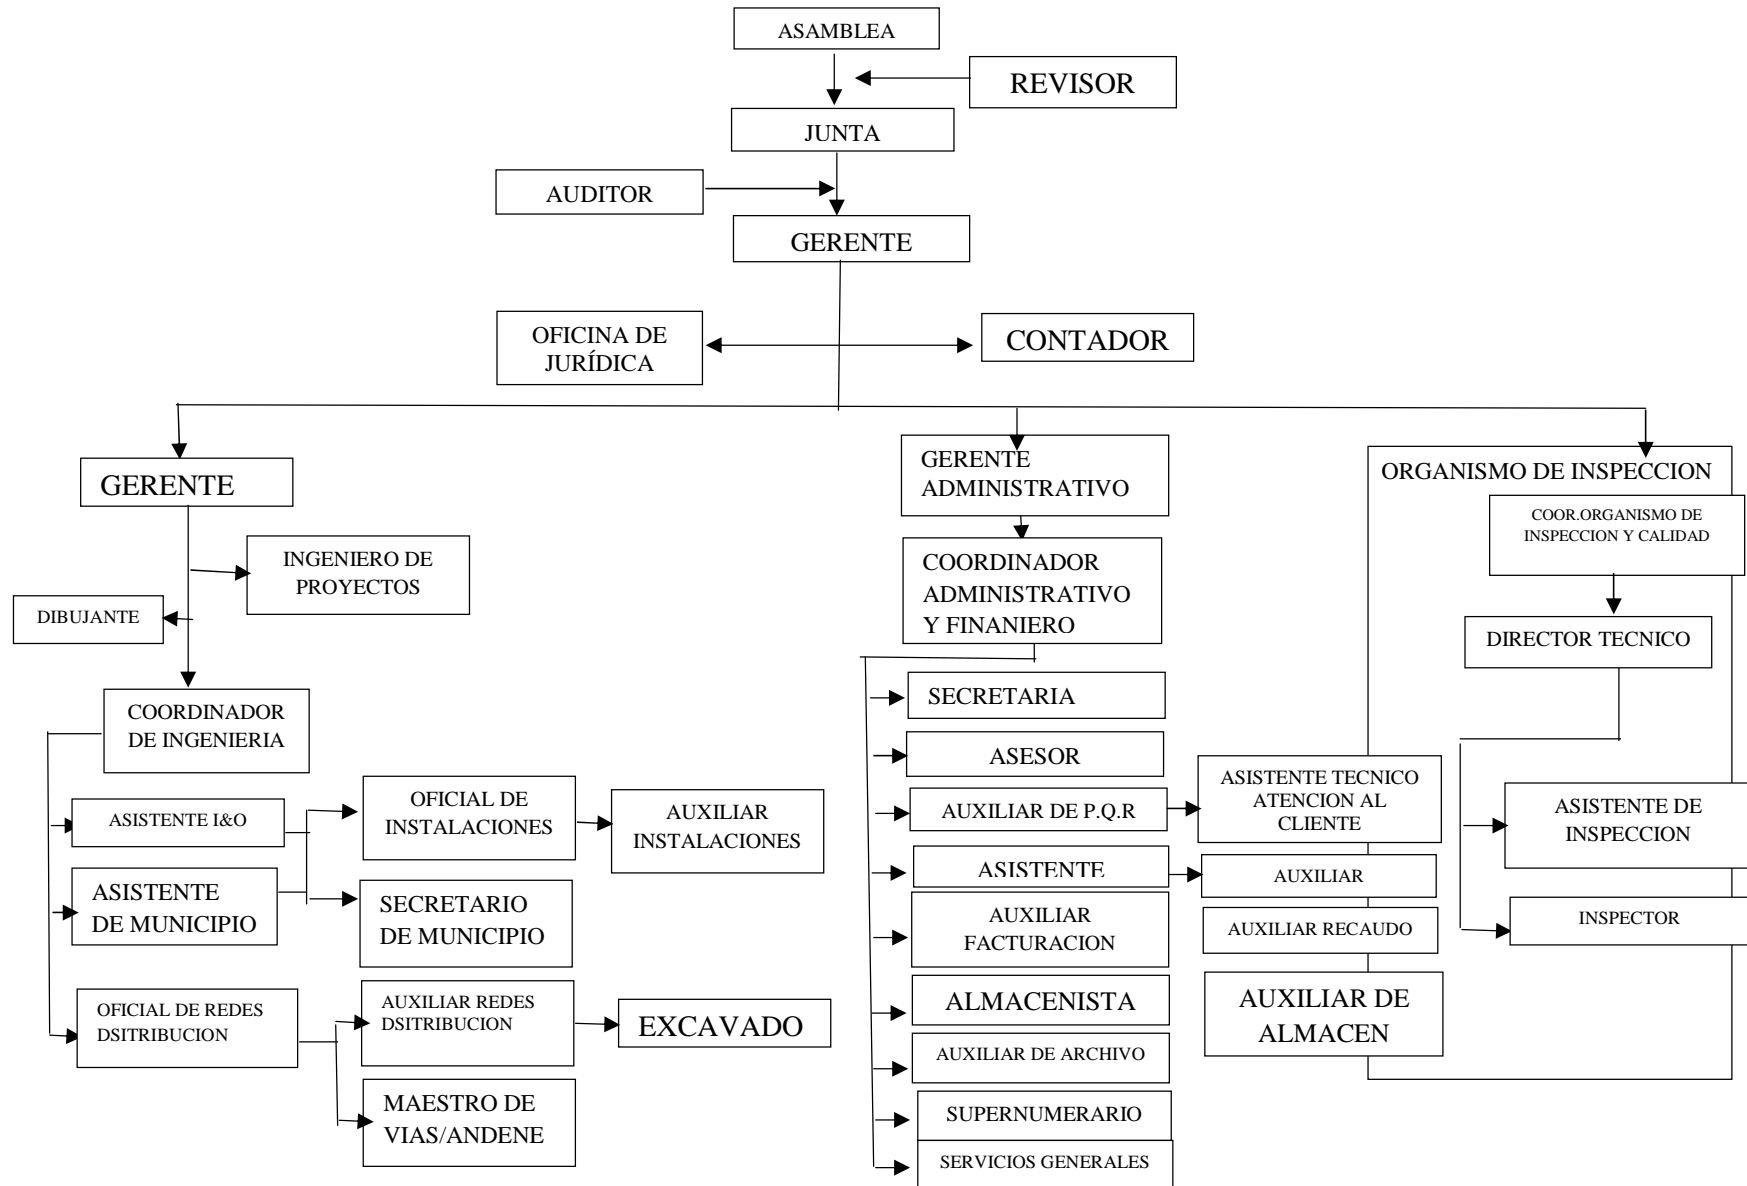 ASAMBLEA
REVISOR
JUNTA
AUDITOR
GERENTE
OFICINA DE
JURÍDICA
CONTADOR
GERENTE
INGENIERO DE
PROYECTOS
DIBUJANTE
COORDINADOR
DE INGENIERIA
ASISTENTE I&O
OFICIAL DE
INSTALACIONES
AUXILIAR
INSTALACIONES
ASISTENTE
DE MUNICIPIO
SECRETARIO
DE MUNICIPIO
OFICIAL DE REDES
DSITRIBUCION
AUXILIAR REDES
DSITRIBUCION
EXCAVADO
MAESTRO DE
VIAS/ANDENE
GERENTE
ADMINISTRATIVO
COORDINADOR
ADMINISTRATIVO
Y FINANIERO
SECRETARIA
ASESOR
AUXILIAR DE P.Q.R
ASISTENTE TECNICO
ATENCION AL
CLIENTE
ASISTENTE
AUXILIAR
AUXILIAR
FACTURACION
AUXILIAR RECAUDO
ALMACENISTA
AUXILIAR DE
ALMACEN
AUXILIAR DE ARCHIVO
SUPERNUMERARIO
SERVICIOS GENERALES
ORGANISMO DE INSPECCION
COOR.ORGANISMO DE
INSPECCION Y CALIDAD
DIRECTOR TECNICO
ASISTENTE DE
INSPECCION
INSPECTOR